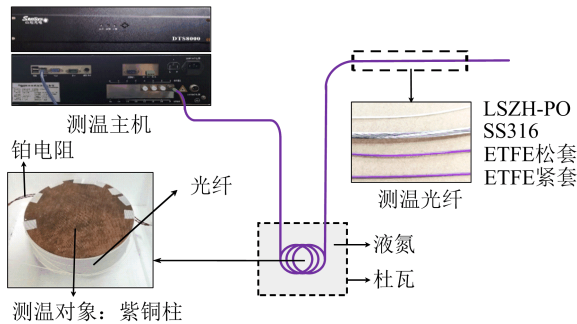 DTS8000
测温主机
铂电阻
光纤
测温对象：紫铜柱
LSZH-PO
SS316
ETFE松套
ETFE紧套
测温光纤
液氮
杜瓦